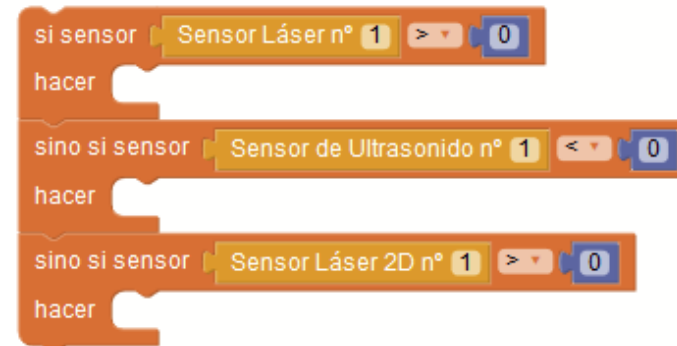 si sensor Sensor Láser nº 1 > 0
hacer
sino si sensor Sensor de Ultrasonido nº 1 < 0
hacer
sino si sensor Sensor Láser 2D nº 1 > 0
hacer